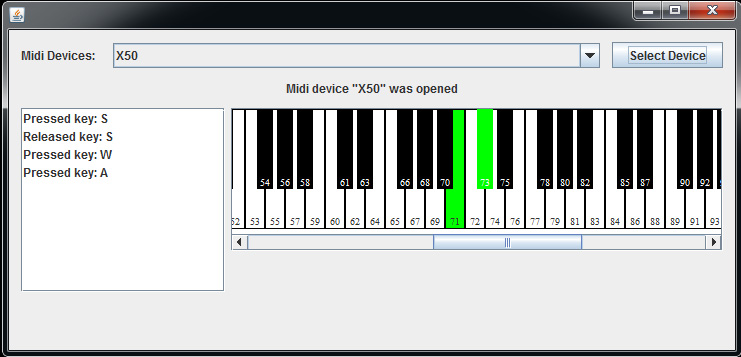 Midi Devices:
X50
Select Device
Midi device "X50" was opened
Pressed key: S
Released key: S
Pressed key: W
Pressed key: A
54 56 58 61 63 66 68 70 73 75 78 80 82 85 87 90 92
52 53 55 57 59 60 62 64 65 67 69 71 72 74 76 77 79 81 83 84 86 88 89 91 93